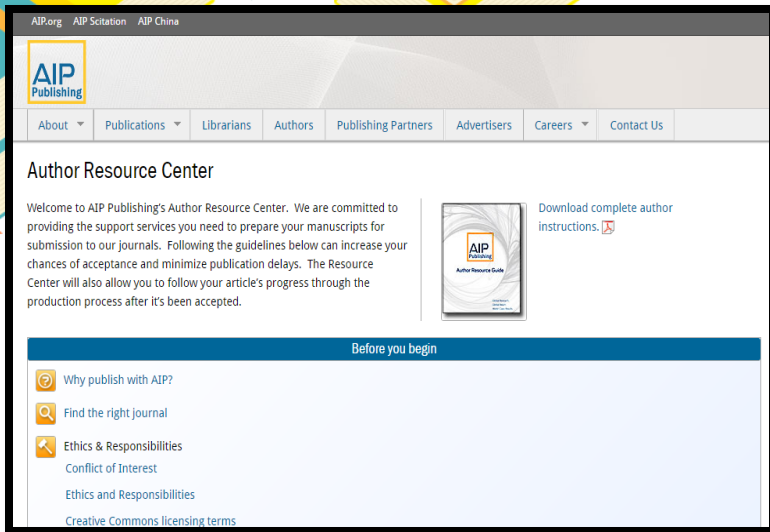 AIP.org AIP Scitation AIP China
AIP
Publishing
About Publications Librarians Authors Publishing Partners Advertisers Careers Contact Us
Author Resource Center
Welcome to AIP Publishing's Author Resource Center. We are committed to
providing the support services you need to prepare your manuscripts for
submission to our journals. Following the guidelines below can increase your
chances of acceptance and minimize publication delays. The Resource
Center will also allow you to follow your article's progress through the
production process after it's been accepted.
AIP
Publishing
Author Resource Guide
Download complete author
instructions.
Before you begin
Why publish with AIP?
Find the right journal
Ethics & Responsibilities
Conflict of Interest
Ethics and Responsibilities
Creative Commons licensing terms